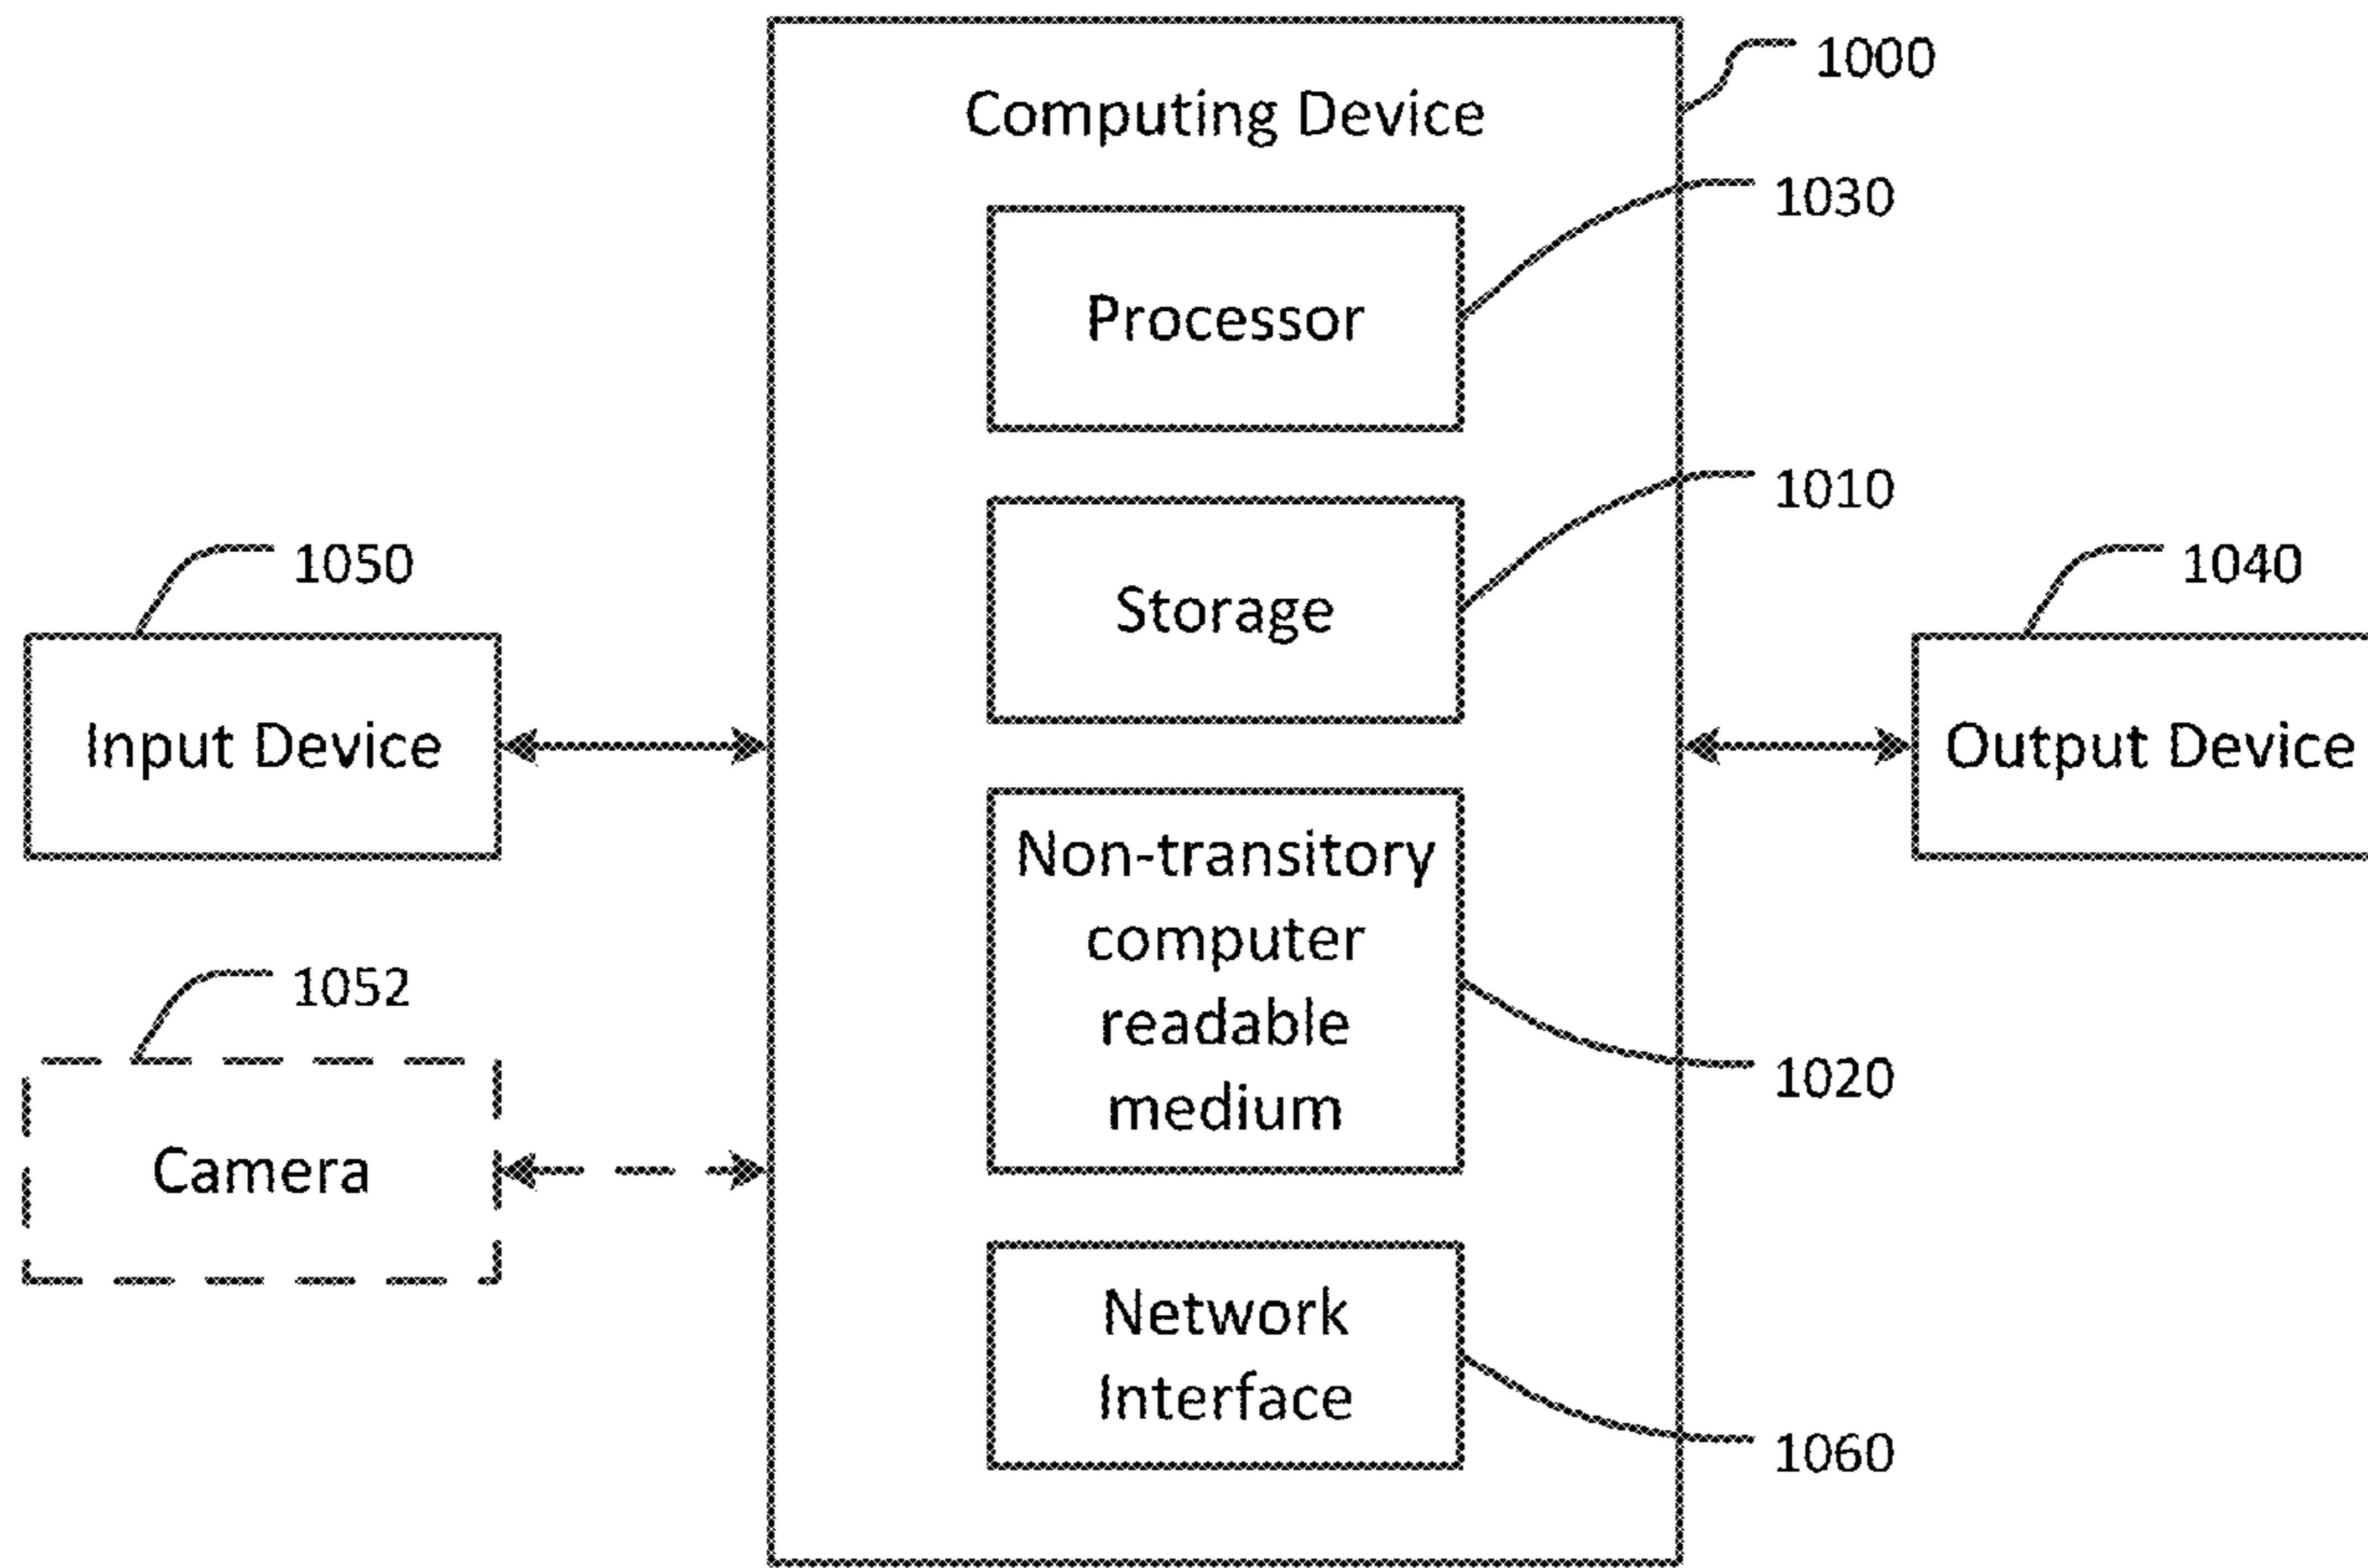 1000
Computing Device
1030
Processor
1010
Storage
1050
Input Device
1040
Output Device
Non-transitory
computer
readable
medium
1020
1052
Camera
Network
Interface
1060